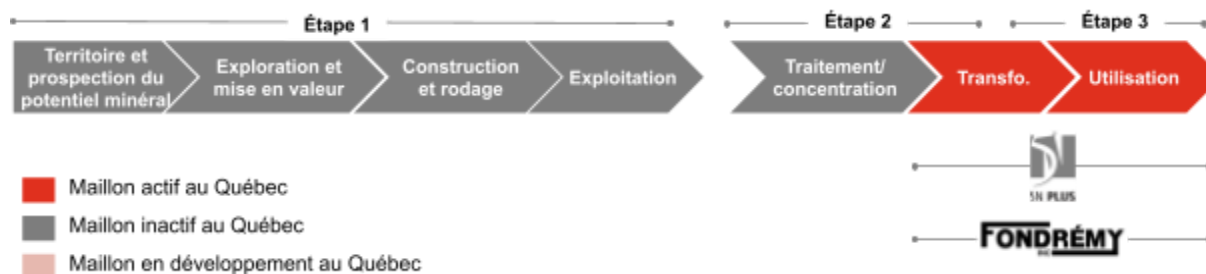 Étape 1
Étape 2
Étape 3
Territoire et
prospection du
potentiel minéral
Exploration et
mise en valeur
Construction
et rodage
Exploitation
Traitement/
concentration
Transfo.
Utilisation
Maillon actif au Québec
Maillon inactif au Québec
Maillon en développement au Québec
5N PLUS
FONDRÉMY
INC